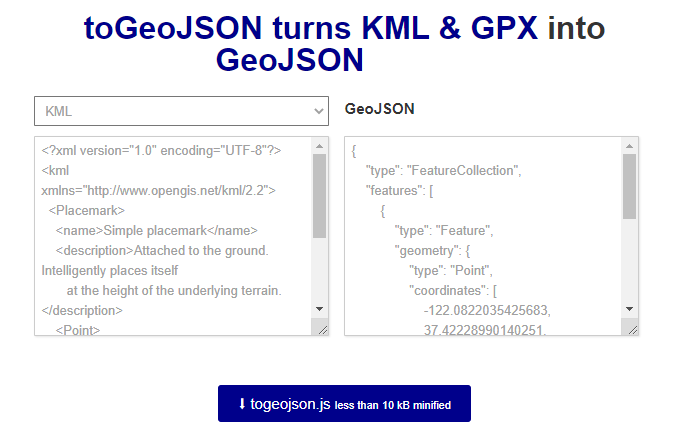 toGeoJSON turns KML & GPX into
GeoJSON
KML
GeoJSON
<?xml version="1.0" encoding="UTF-8"?>
<kml
xmlns="http://www.opengis.net/kml/2.2">
<Placemark>
<name>Simple placemark</name>
<description>Attached to the ground.
Intelligently places itself
at the height of the underlying terrain.
</description>
<Point>
{
"type": "FeatureCollection",
"features": [
{
"type": "Feature",
"geometry": {
"type": "Point",
"coordinates": [
-122.0822035425683,
37.42228990140251,
⬇ togeojson.js less than 10 kB minified